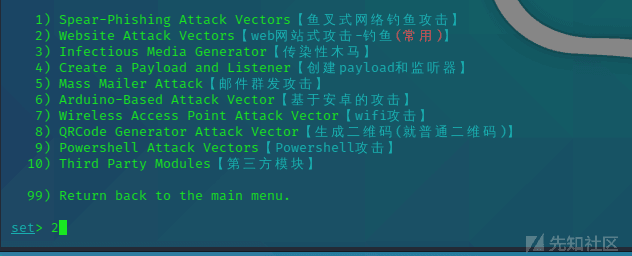 1) Spear-Phishing Attack Vectors【鱼叉式网络钓鱼攻击】
2) Website Attack Vectors【web网站式攻击-钓鱼(常用)】
3) Infectious Media Generator【传染性木马】
4) Create a Payload and Listener【创建payload和监听器】
5) Mass Mailer Attack【邮件群发攻击】
6) Arduino-Based Attack Vector【基于安卓的攻击】
7) Wireless Access Point Attack Vector【wifi攻击】
8) QRCode Generator Attack Vector【生成二维码(就普通二维码)】
9) Powershell Attack Vectors【Powershell攻击】
10) Third Party Modules【第三方模块】
99) Return back to the main menu.
set> 2
先知社区